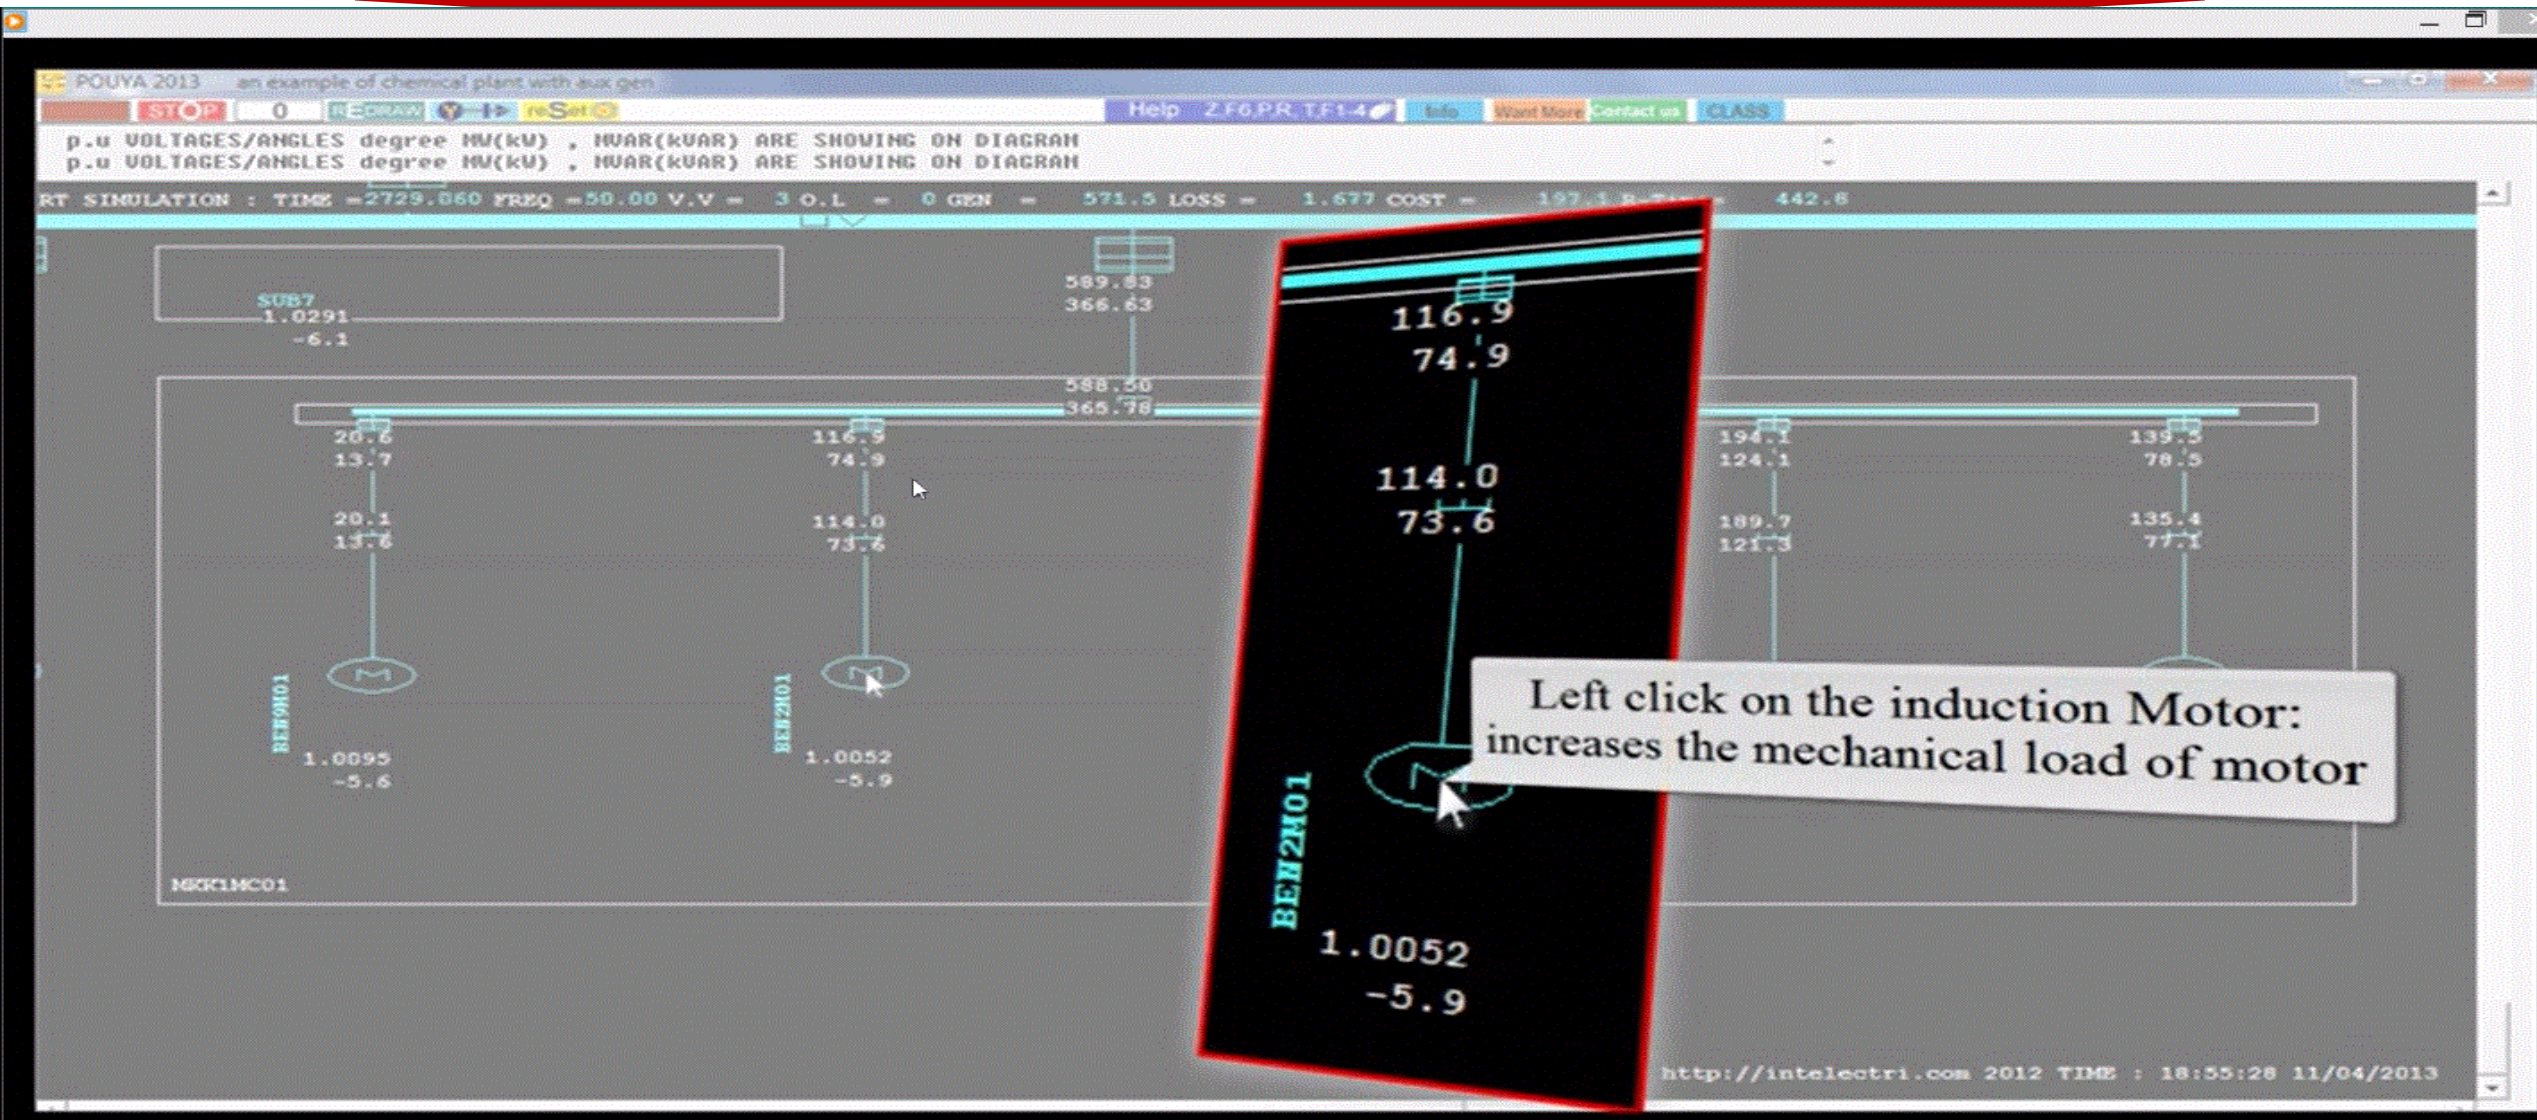 POUYA 2013 an example of chemical plant with aux gen
STOP 0 REDRAW Y reSet Help Z,F6,P,R, T,F1-4 Info Want More Contact us CLASS
p.u VOLTAGES/ANGLES degree MW(kW) , MVAR(kVAR) ARE SHOWING ON DIAGRAM
p.u VOLTAGES/ANGLES degree MW(kW) , MVAR(kVAR) ARE SHOWING ON DIAGRAM
RT SIMULATION : TIME =2729.060 FREQ =50.00 V.V = 3 O.L = 0 GEN = 571.5 LOSS = 1.677 COST = 197.1 = 442.8
SUB7
1.0291
-6.1
589.83
366.63
588.50
365.78
20.6 116.9 194.1 139.5
13.7 74.9 124.1 78.5
20.1 114.0 189.7 135.4
13.6 73.6 121.3 77.1
M M
BEH9M01 BEH2M01
1.0095 1.0052
-5.6 -5.9
MKK1MC01
116.9
74.9
114.0
73.6
M
BEH2M01
1.0052
-5.9
Left click on the induction Motor:
increases the mechanical load of motor
http://intelectri.com 2012 TIME : 18:55:28 11/04/2013